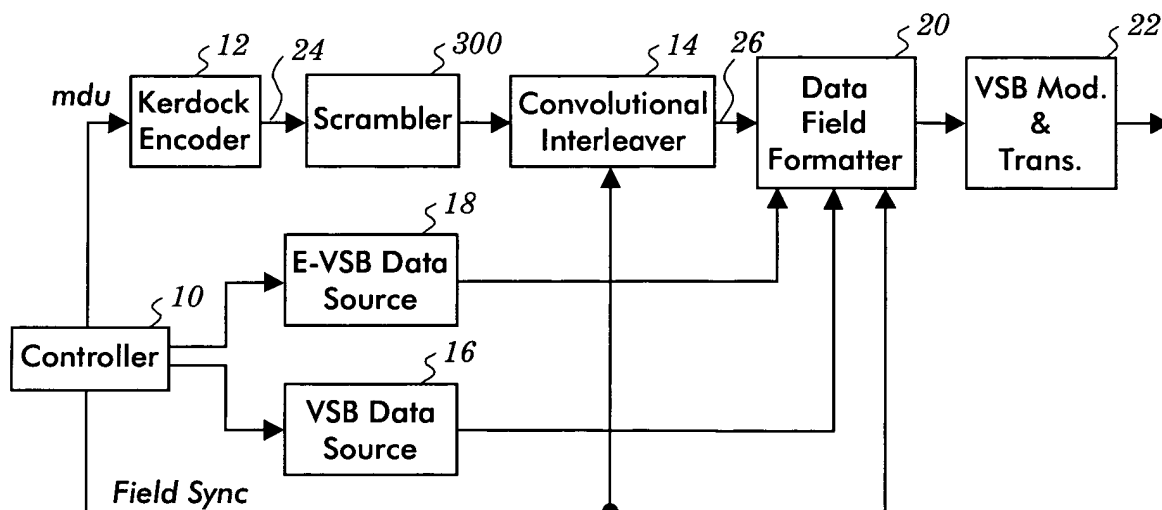 12
24
300
14
26
20
22
mdu
Kerdock
Encoder
Scrambler
Convolutional
Interleaver
Data
Field
Formatter
VSB Mod.
&
Trans.
18
E-VSB Data
Source
10
Controller
16
VSB Data
Source
Field Sync